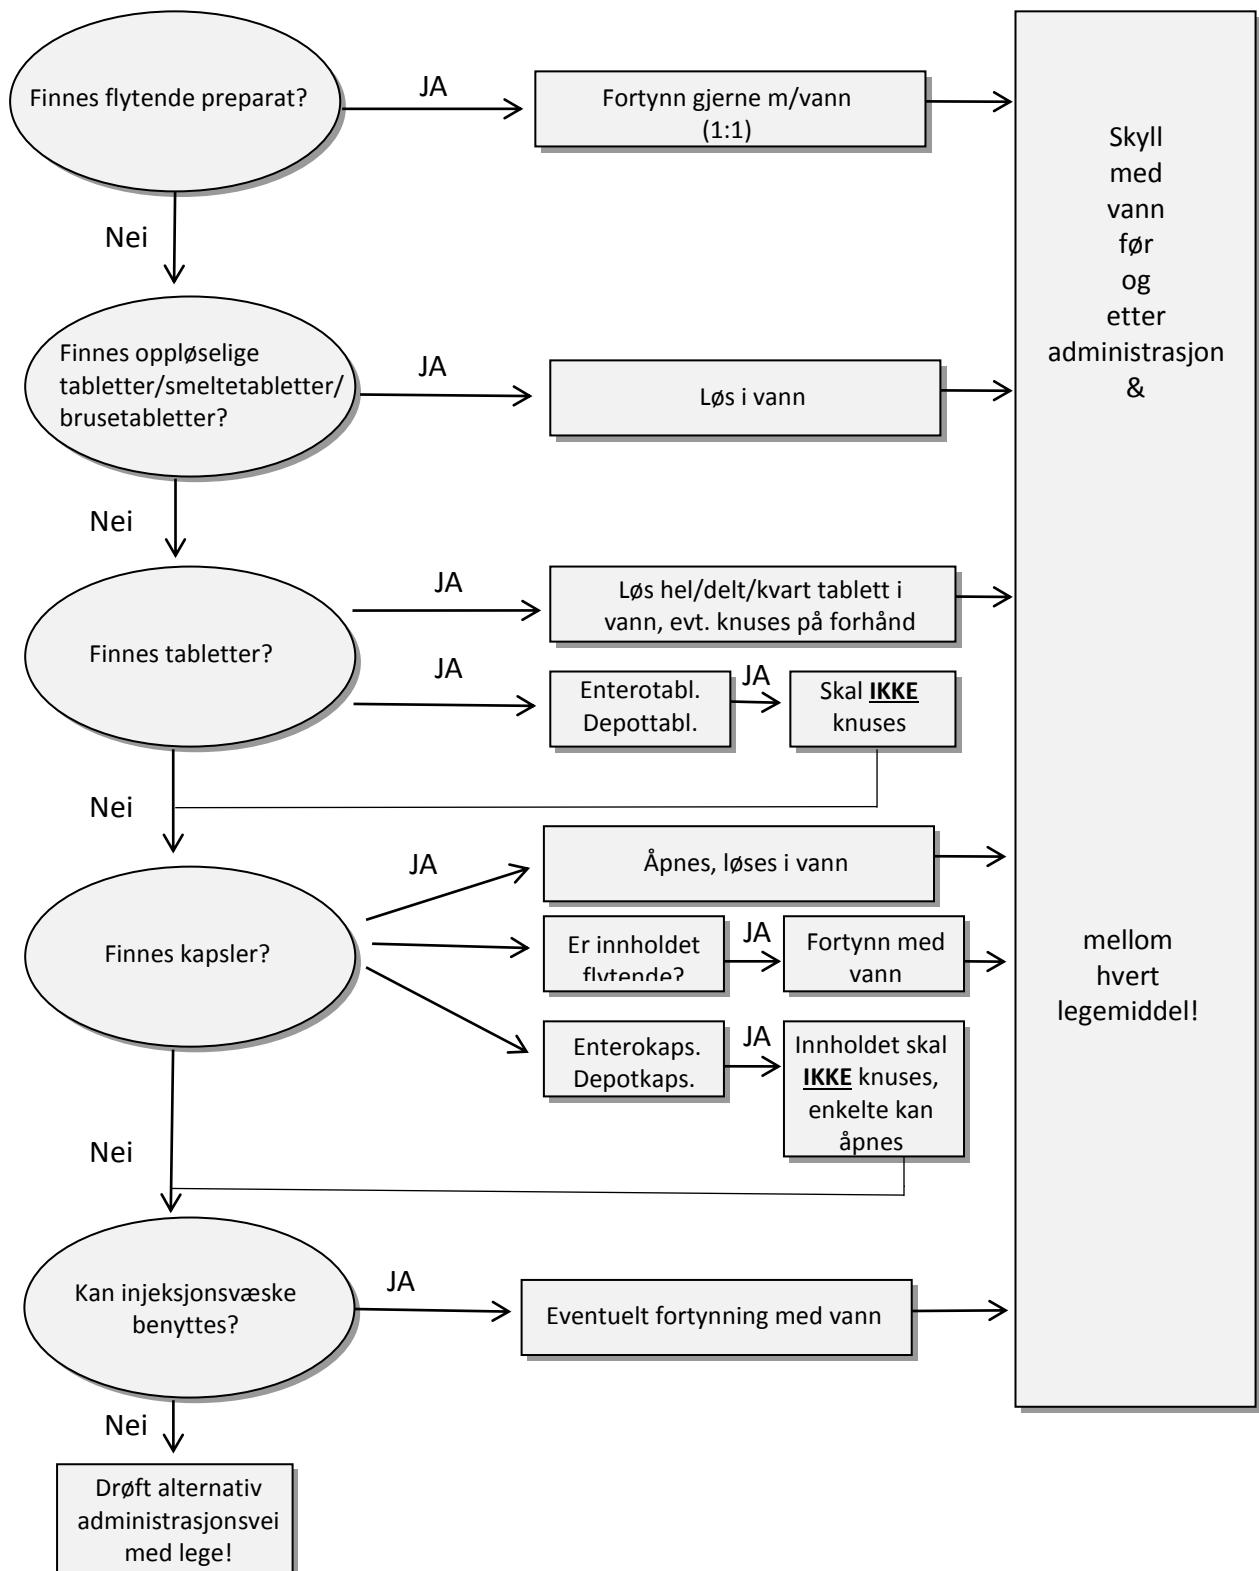 Finnes flytende preparat?
JA
Fortynn gjerne m/vann
(1:1)
Nei
Finnes oppløselige
tabletter/smeltetabletter/
brusetabletter?
JA
Løs i vann
Nei
Finnes tabletter?
JA
Løs hel/delt/kvart tablett i
vann, evt. knuses på forhånd
JA
Enterotabl.
Depottabl.
JA
Skal IKKE
knuses
Nei
Finnes kapsler?
JA
Åpnes, løses i vann
Er innholdet
flytende?
JA
Fortynn med
vann
Enterokaps.
Depotkaps.
JA
Innholdet skal
IKKE knuses,
enkelte kan
åpnes
Nei
Kan injeksjonsvæske
benyttes?
JA
Eventuelt fortynning med vann
Nei
Drøft alternativ
administrasjonsvei
med lege!
Skyll
med
vann
før
og
etter
administrasjon
&
mellom
hvert
legemiddel!